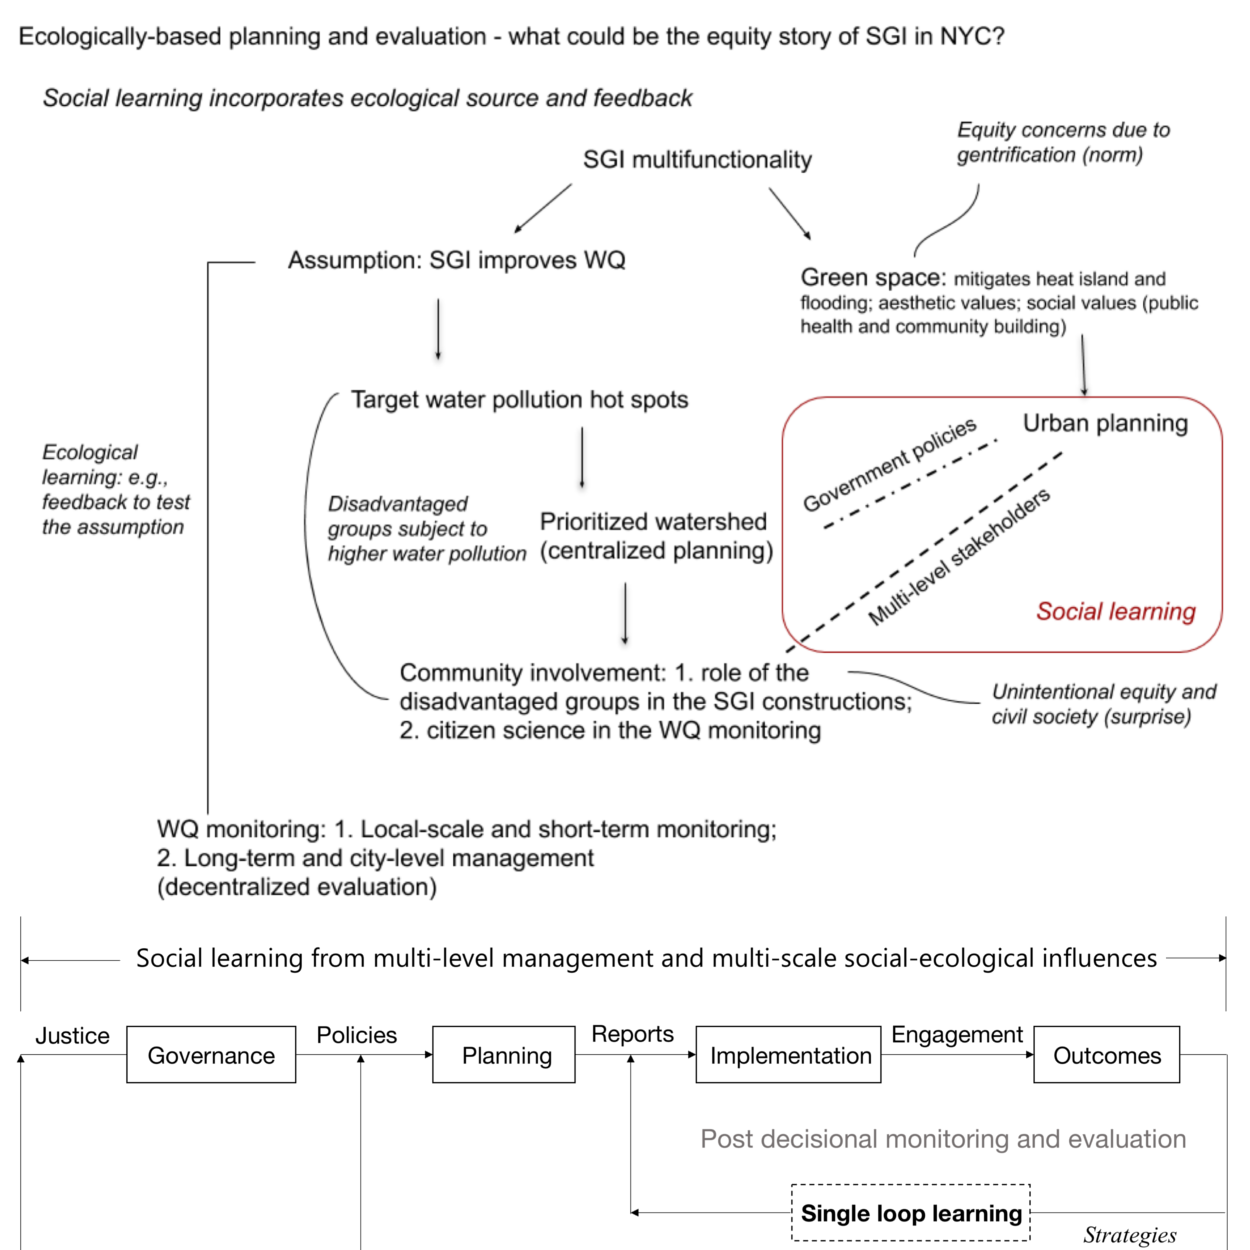 Ecologically-based planning and evaluation - what could be the equity story of SGI in NYC?
Social learning incorporates ecological source and feedback
Equity concerns due to
gentrification (norm)
SGI multifunctionality
Assumption: SGI improves WQ
Green space: mitigates heat island and
flooding; aesthetic values; social values (public
health and community building)
Target water pollution hot spots
Urban planning
Government policies
Multi-level stakeholders
Social learning
Ecological
learning: e.g.,
feedback to test
the assumption
Disadvantaged
groups subject to
higher water pollution
Prioritized watershed
(centralized planning)
Community involvement: 1. role of the
disadvantaged groups in the SGI constructions;
2. citizen science in the WQ monitoring
Unintentional equity and
civil society (surprise)
WQ monitoring: 1. Local-scale and short-term monitoring;
2. Long-term and city-level management
(decentralized evaluation)
Social learning from multi-level management and multi-scale social-ecological influences
Justice
Governance
Policies
Planning
Reports
Implementation
Engagement
Outcomes
Post decisional monitoring and evaluation
Single loop learning
Strategies